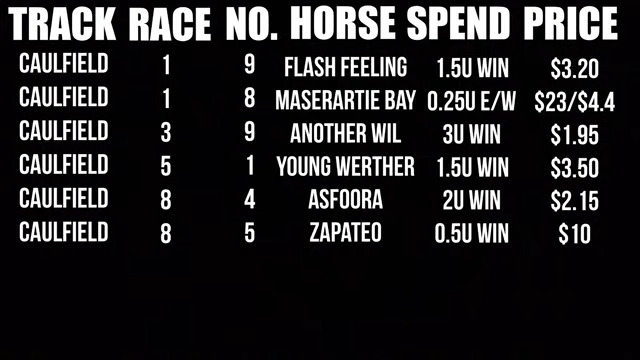 TRACK RACE NO. HORSE SPEND PRICE
CAULFIELD 1 9 FLASH FEELING 1.5U WIN $3.20
CAULFIELD 1 8 MASERARTIE BAY 0.25U E/W $23/$4.4
CAULFIELD 3 9 ANOTHER WIL 3U WIN $1.95
CAULFIELD 5 1 YOUNG WERTHER 1.5U WIN $3.50
CAULFIELD 8 4 ASFOORA 2U WIN $2.15
CAULFIELD 8 5 ZAPATEO 0.5U WIN $10